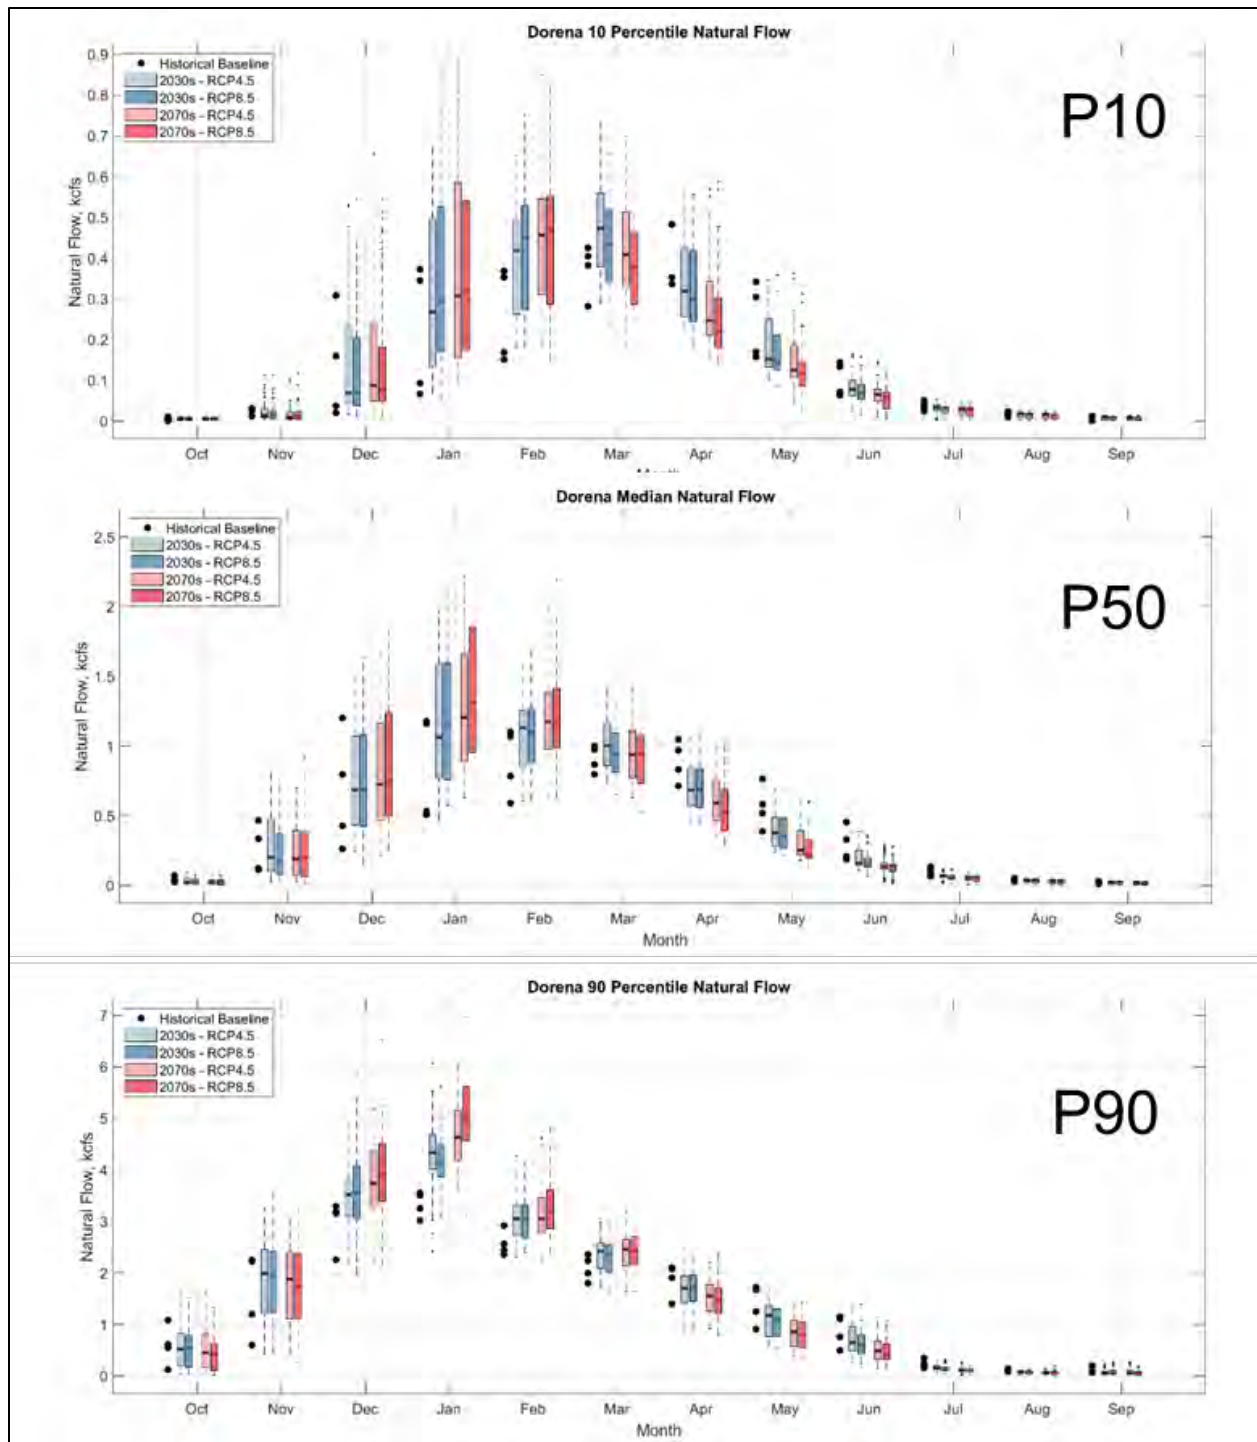 Dorena 10 Percentile Natural Flow
P10
Historical Baseline
2030s - RCP4.5
2030s - RCP8.5
2070s - RCP4.5
2070s - RCP8.5
Natural Flow, kcfs
0.9
0.8
0.7
0.6
0.5
0.4
0.3
0.2
0.1
0
Oct Nov Dec Jan Feb Mar Apr May Jun Jul Aug Sep
Dorena Median Natural Flow
P50
Historical Baseline
2030s - RCP4.5
2030s - RCP8.5
2070s - RCP4.5
2070s - RCP8.5
Natural Flow, kcfs
2.5
2
1.5
1
0.5
0
Oct Nov Dec Jan Feb Mar Apr May Jun Jul Aug Sep
Month
Dorena 90 Percentile Natural Flow
P90
Historical Baseline
2030s - RCP4.5
2030s - RCP8.5
2070s - RCP4.5
2070s - RCP8.5
Natural Flow, kcfs
7
6
5
4
3
2
1
0
Oct Nov Dec Jan Feb Mar Apr May Jun Jul Aug Sep
Month